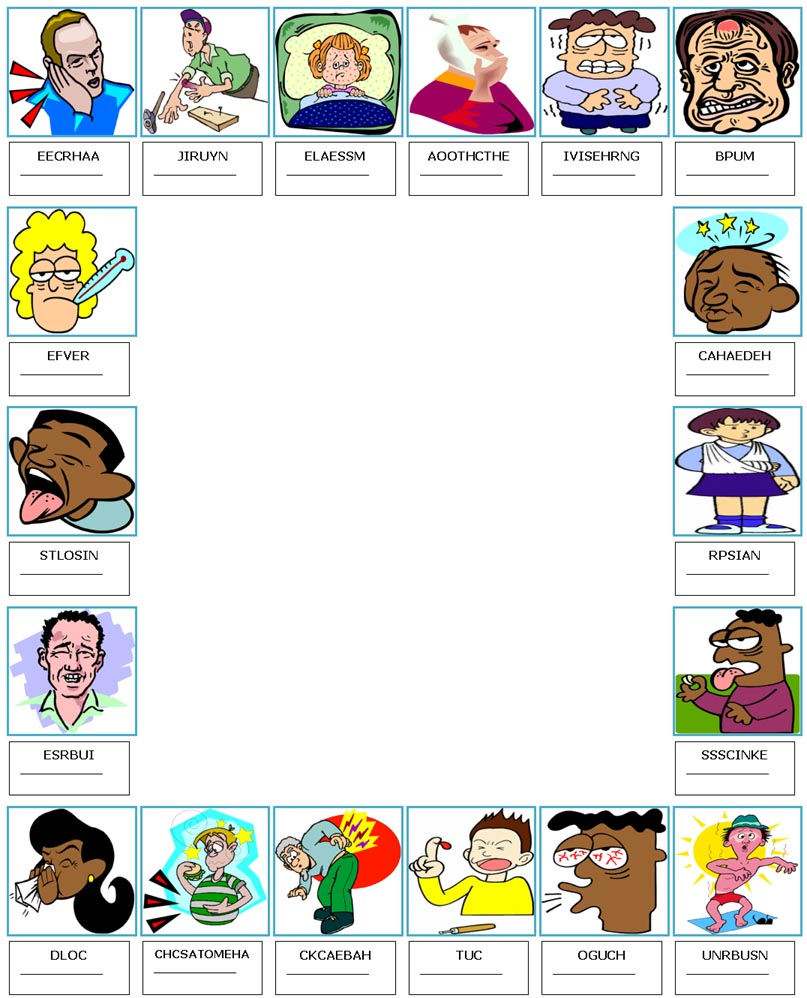 EECRHAA
JIRUYN
ELAESSM
AOOTHCTHE
IVISEHRNG
BPUM
EFVER
CAHAEDEH
STLOSIN
RPSIAN
ESRBUI
SSSCINKE
DLOC
CHCSATOMEHA
CKCAEBAH
TUC
OGUCH
UNRBUSN